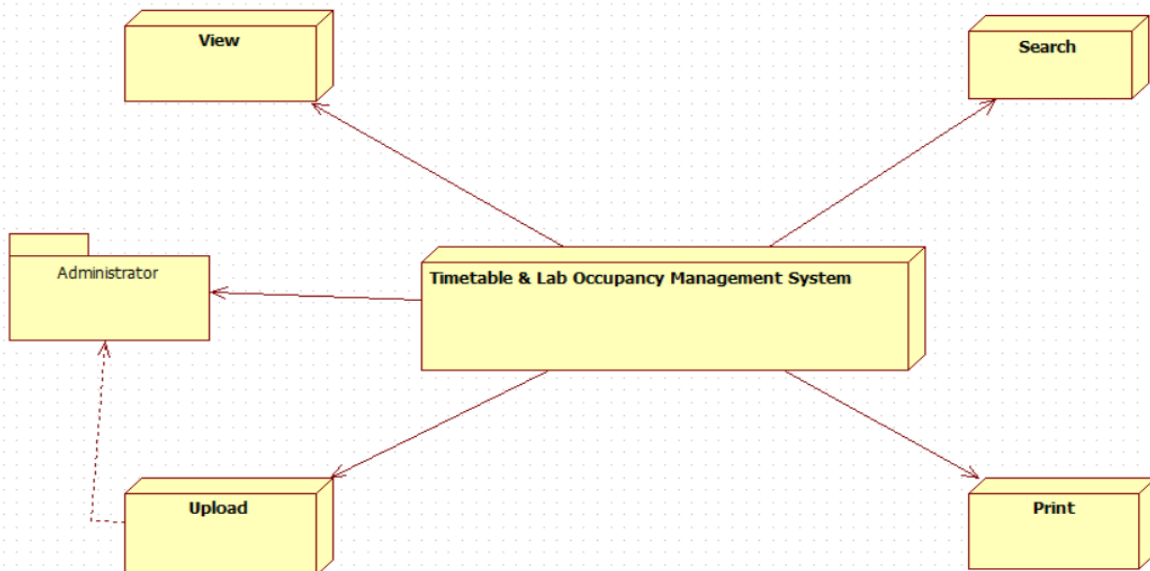 View
Search
Administrator
Timetable & Lab Occupancy Management System
Upload
Print